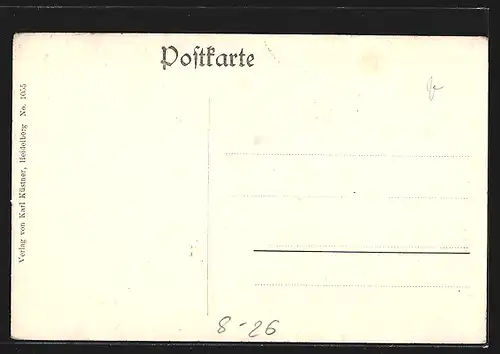 Postkarte
Verlag von Karl Küstner, Heidelberg No. 1055
8-26